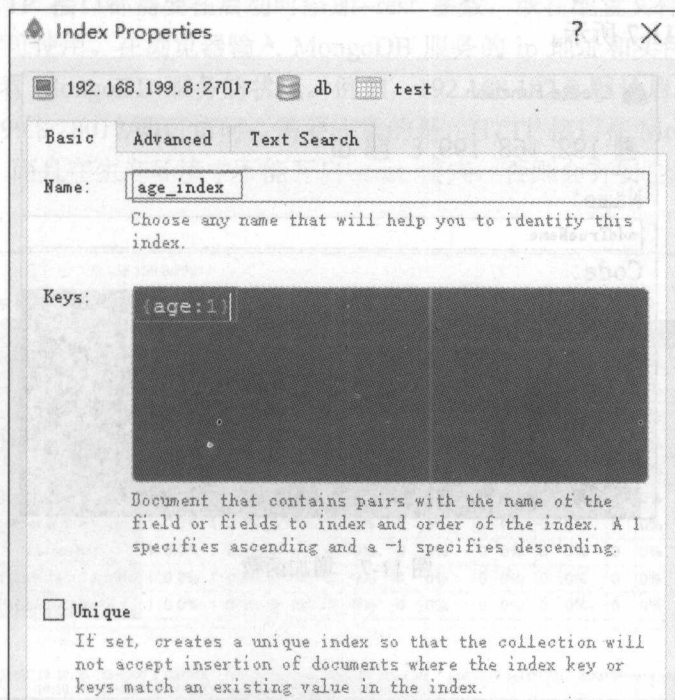 Index Properties
?
192.168.199.8:27017 db test
Basic Advanced Text Search
Name: age_index
Choose any name that will help you to identify this
index.
Keys: {age:1}
Document that contains pairs with the name of the
field or fields to index and order of the index. A 1
specifies ascending and a -1 specifies descending.
Unique
If set, creates a unique index so that the collection will
not accept insertion of documents where the index key or
keys match an existing value in the index.